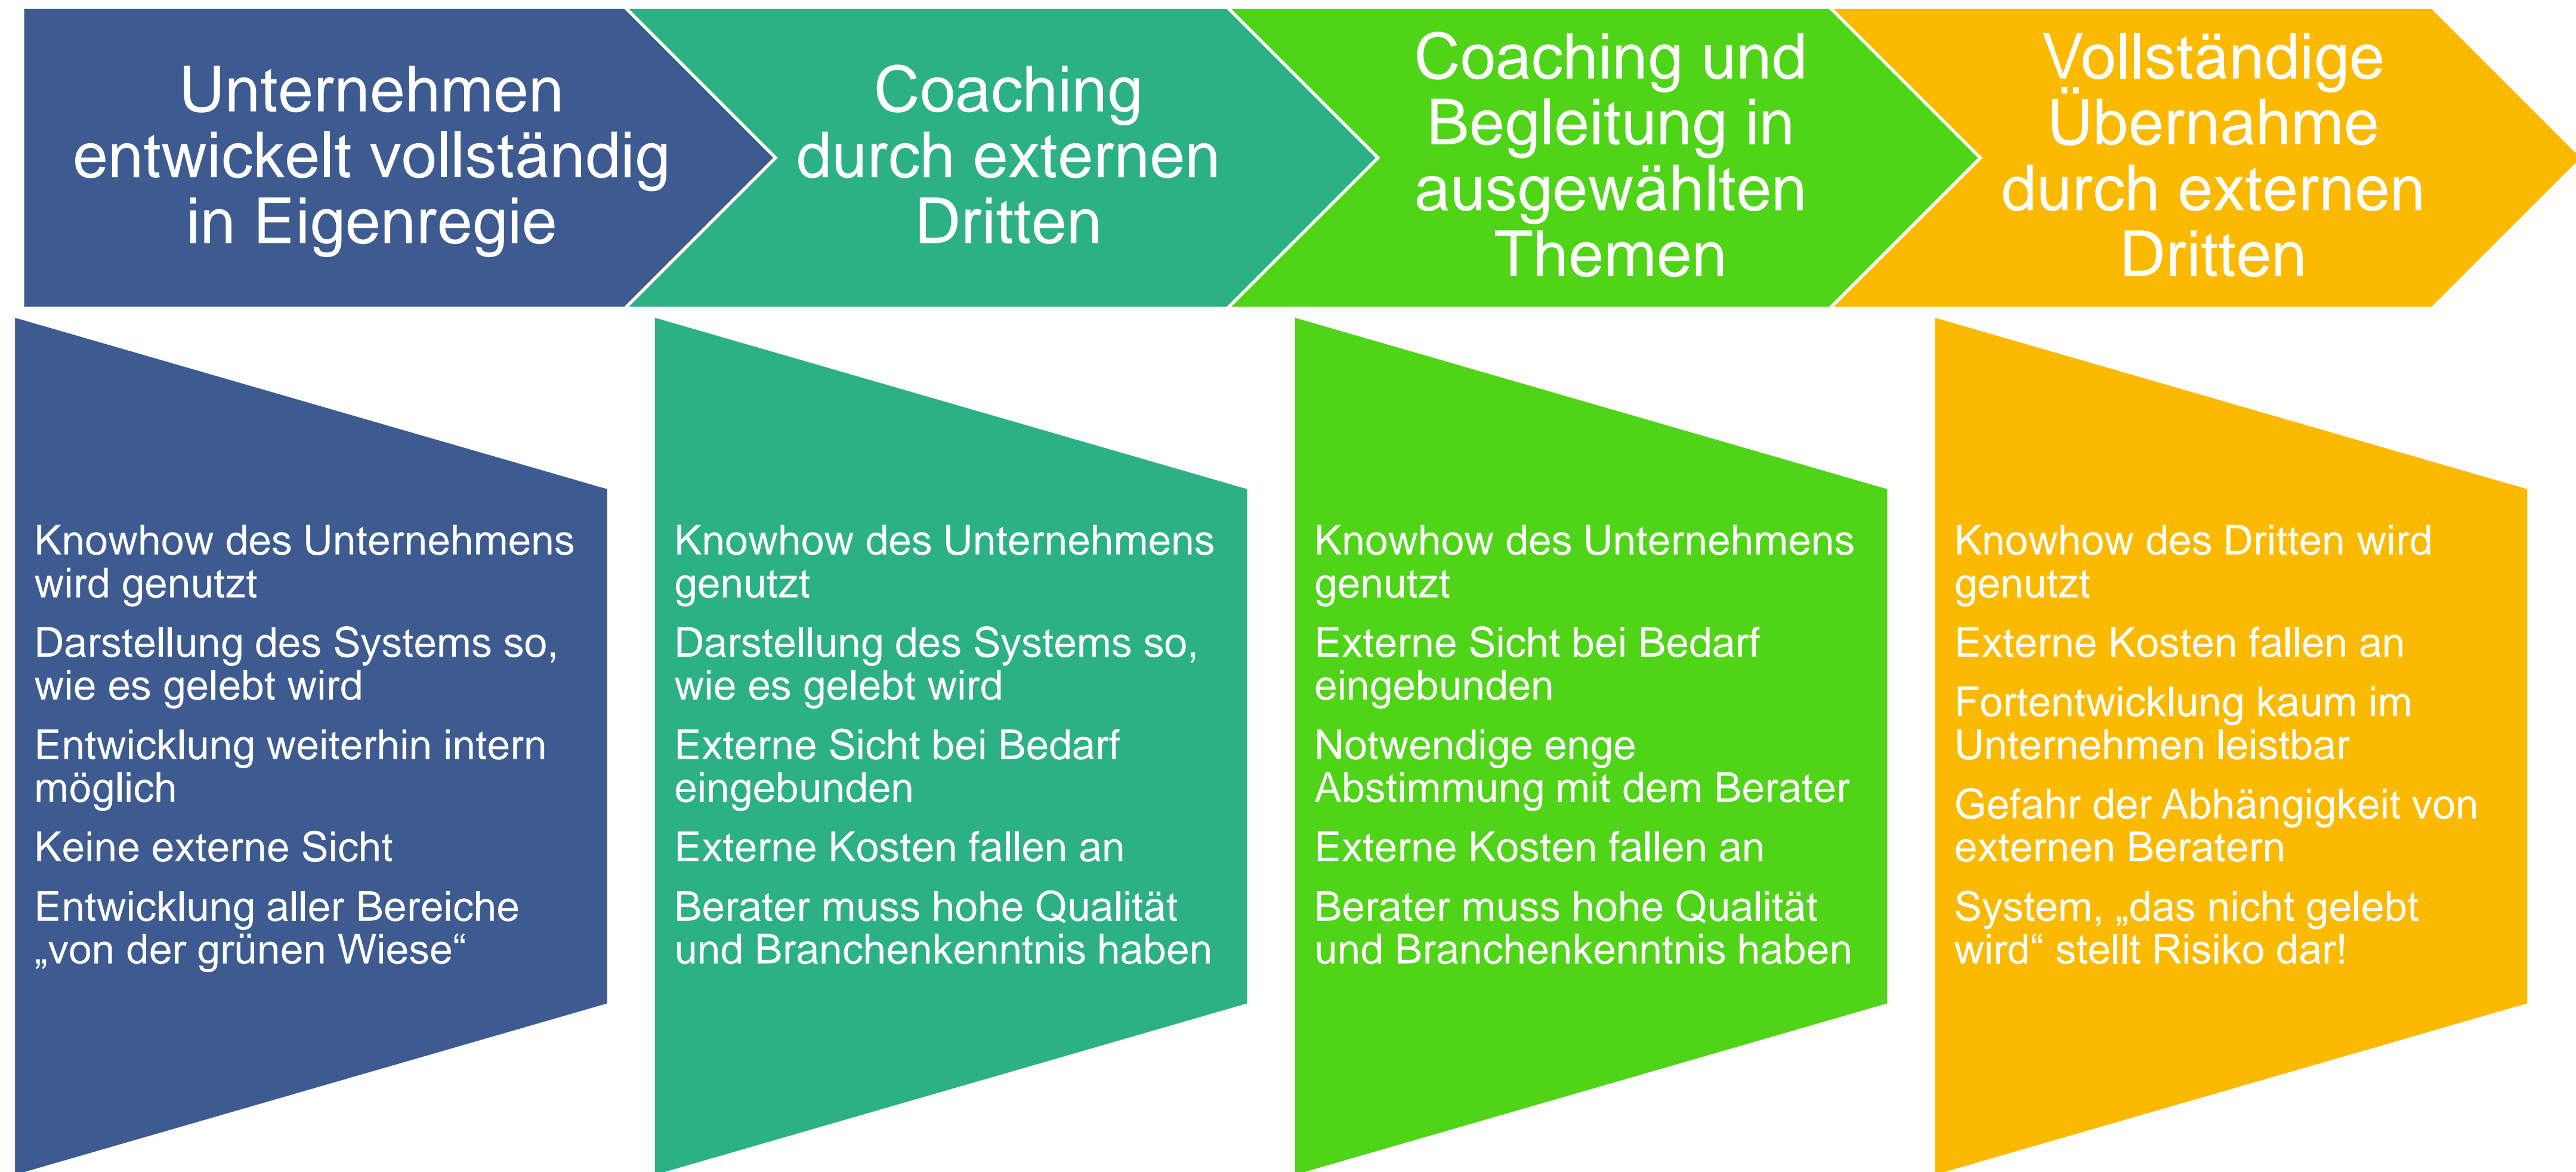 Unternehmen
entwickelt vollständig
in Eigenregie
Coaching
durch externen
Dritten
Coaching und
Begleitung in
ausgewählten
Themen
Vollständige
Übernahme
durch externen
Dritten
Knowhow des Unternehmens
wird genutzt
Darstellung des Systems so,
wie es gelebt wird
Entwicklung weiterhin intern
möglich
Keine externe Sicht
Entwicklung aller Bereiche
„von der grünen Wiese“
Knowhow des Unternehmens
genutzt
Darstellung des Systems so,
wie es gelebt wird
Externe Sicht bei Bedarf
eingebunden
Externe Kosten fallen an
Berater muss hohe Qualität
und Branchenkenntnis haben
Knowhow des Unternehmens
genutzt
Externe Sicht bei Bedarf
eingebunden
Notwendige enge
Abstimmung mit dem Berater
Externe Kosten fallen an
Berater muss hohe Qualität
und Branchenkenntnis haben
Knowhow des Dritten wird
genutzt
Externe Kosten fallen an
Fortentwicklung kaum im
Unternehmen leistbar
Gefahr der Abhängigkeit von
externen Beratern
System, „das nicht gelebt
wird“ stellt Risiko dar!